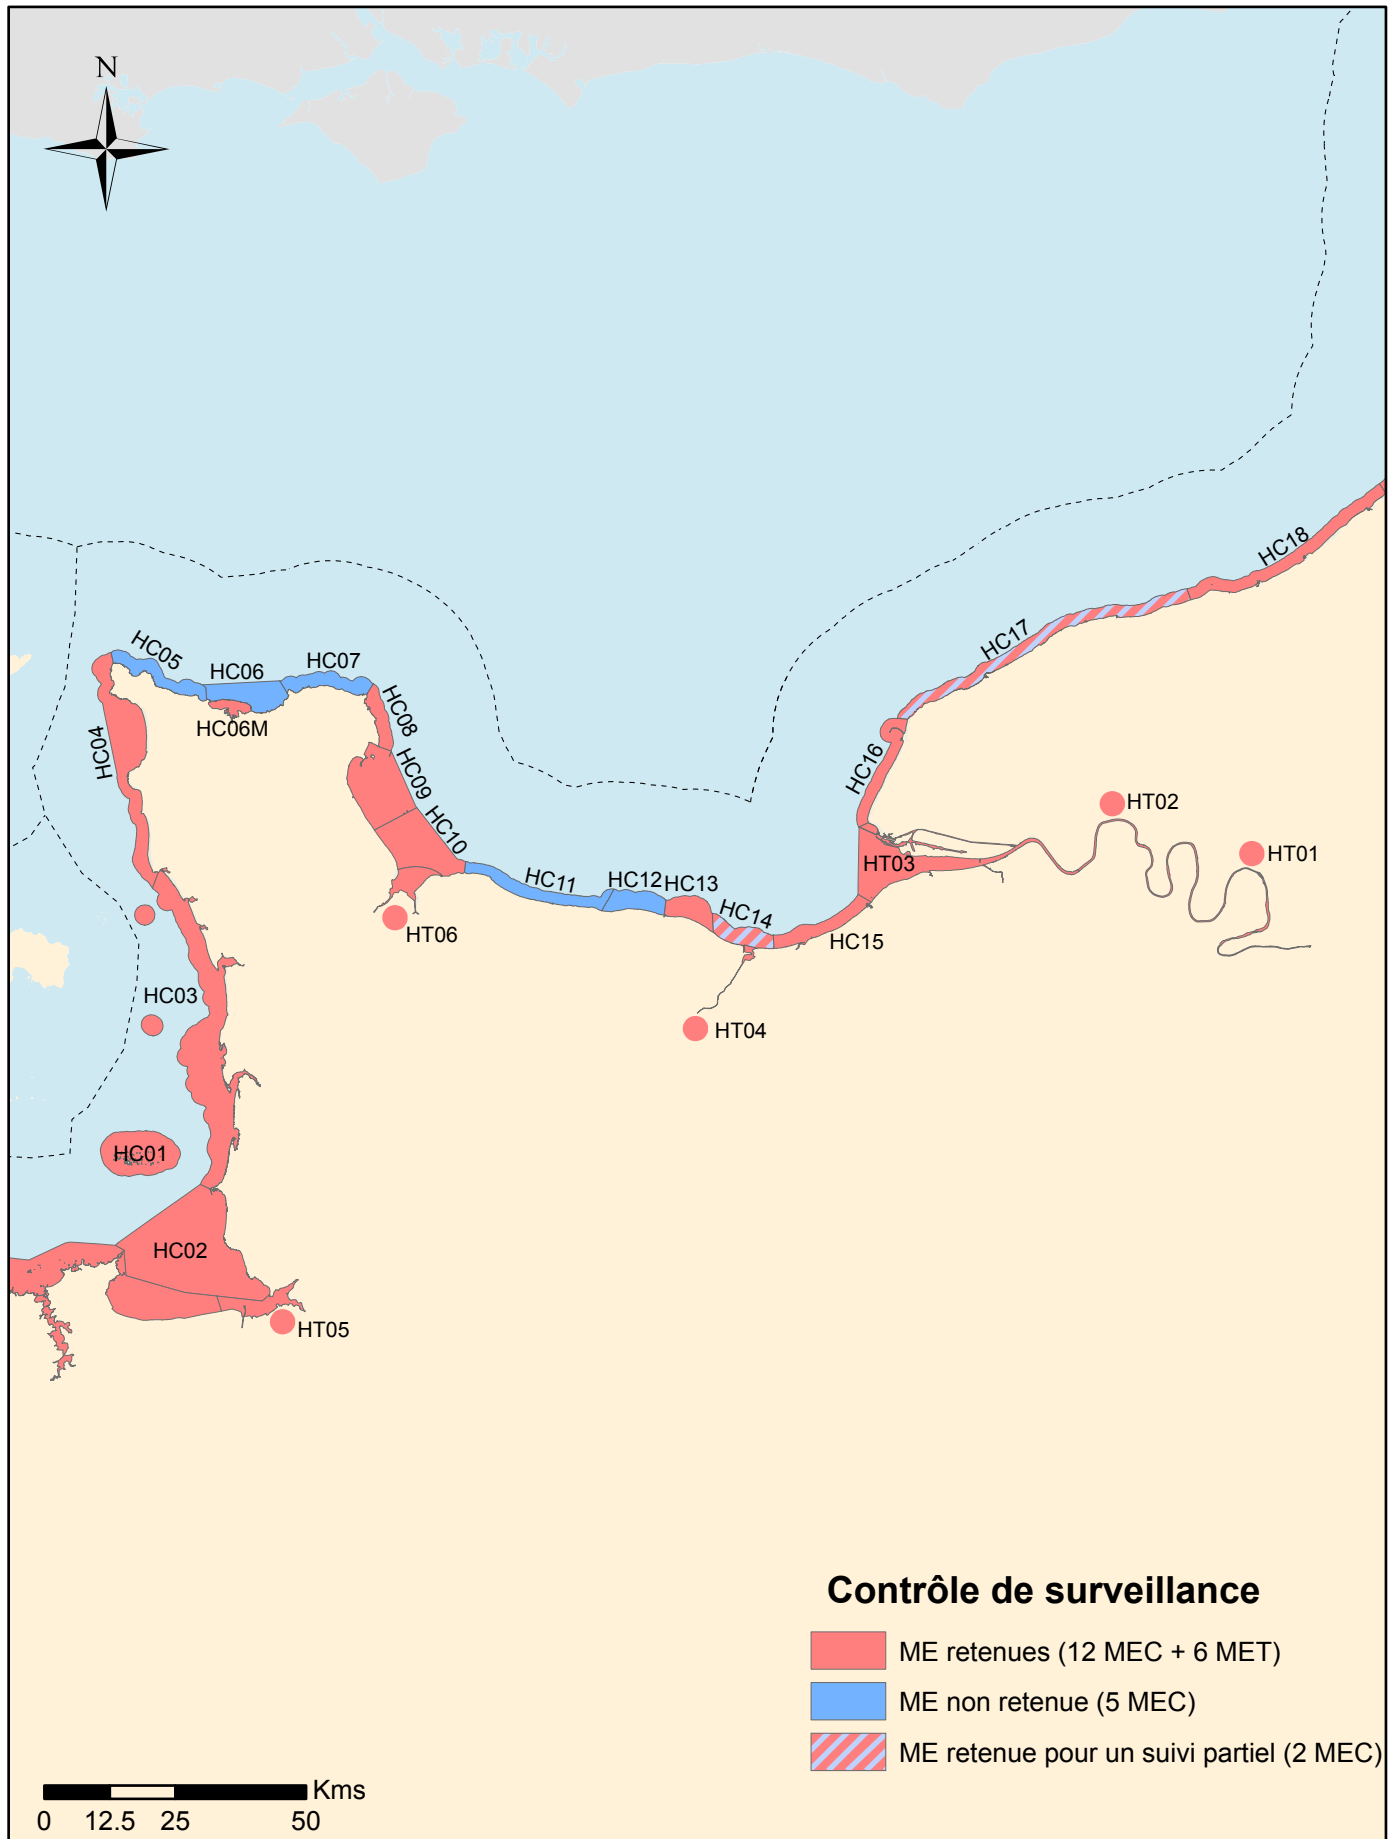 N
HC18
HC17
HC05
HC06
HC07
HC06M
HC08
HC04
HC09
HC16
HC10
HT02
HT03
HT01
HC11
HC12
HC13
HC14
HT06
HC15
HC03
HT04
HC01
HC02
HT05
Contrôle de surveillance
ME retenues (12 MEC + 6 MET)
ME non retenue (5 MEC)
ME retenue pour un suivi partiel (2 MEC)
Kms
0 12.5 25 50